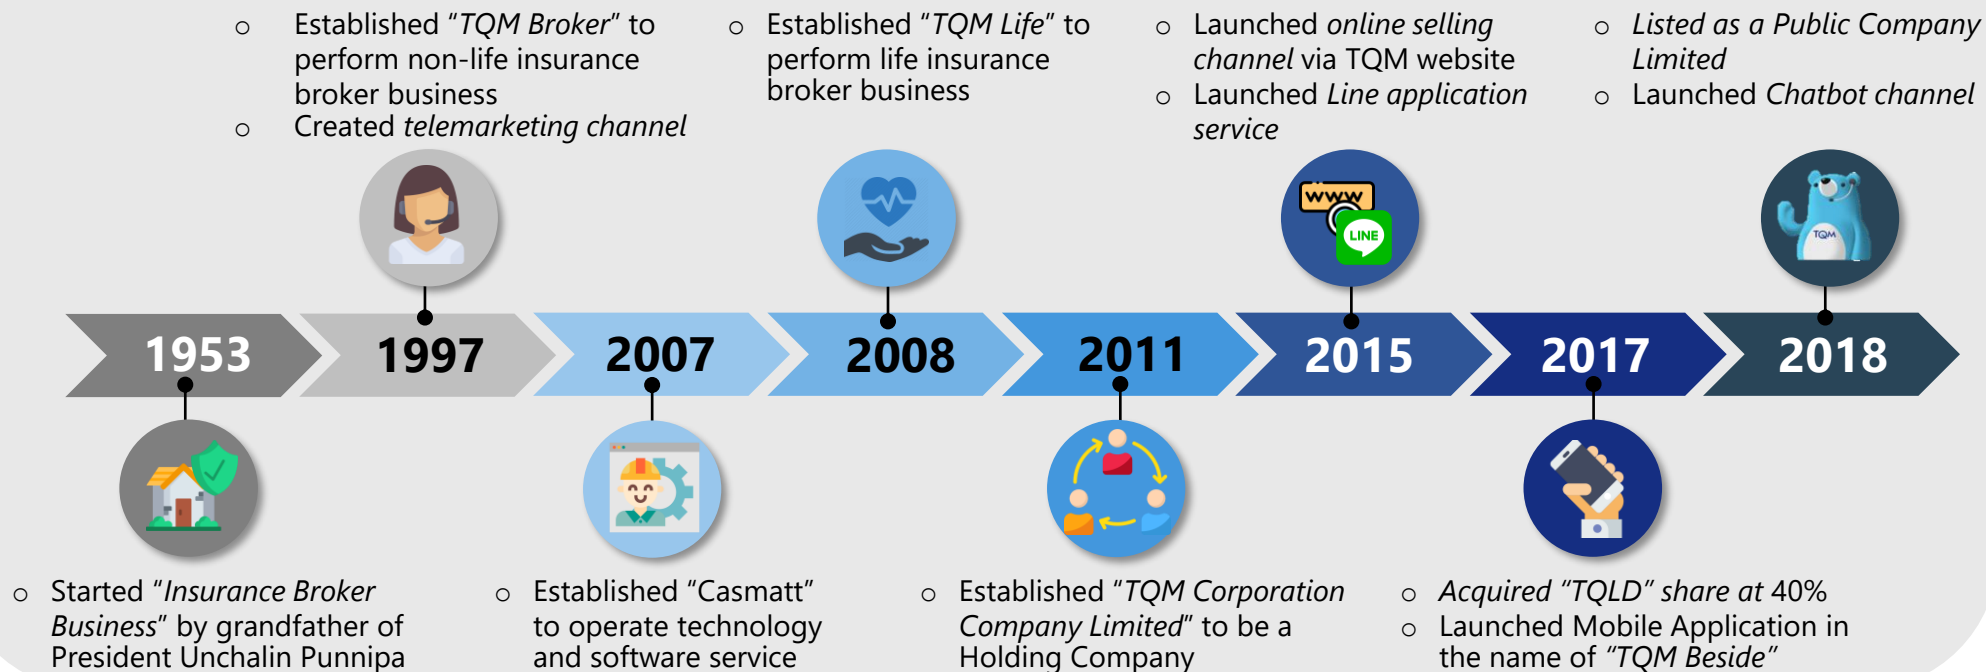 o Established “TQM Broker” to
perform non-life insurance
broker business
o Created telemarketing channel
o Established “TQM Life” to
perform life insurance
broker business
o Launched online selling
channel via TQM website
o Launched Line application
service
o Listed as a Public Company
Limited
o Launched Chatbot channel
www
LINE
TQM
1953
1997
2007
2008
2011
2015
2017
2018
o Started “Insurance Broker
Business” by grandfather of
President Unchalin Punnipa
o Established “Casmatt”
to operate technology
and software service
o Established “TQM Corporation
Company Limited” to be a
Holding Company
o Acquired “TQLD” share at 40%
o Launched Mobile Application in
the name of “TQM Beside”